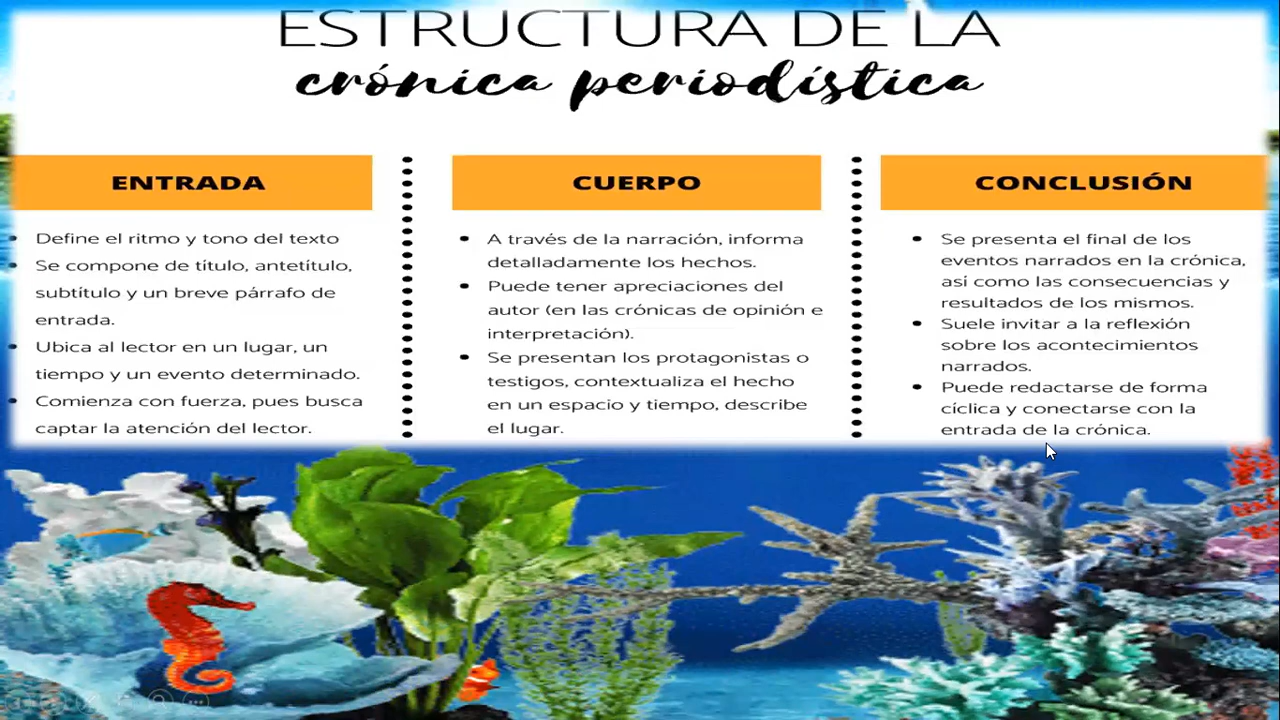 ESTRUCTURA DE LA
crónica periodística
ENTRADA
• Define el ritmo y tono del texto
• Se compone de título, antetítulo,
subtítulo y un breve párrafo de
entrada.
• Ubica al lector en un lugar, un
tiempo y un evento determinado.
• Comienza con fuerza, pues busca
captar la atención del lector.
CUERPO
• A través de la narración, informa
detalladamente los hechos.
• Puede tener apreciaciones del
autor (en las crónicas de opinión e
interpretación).
• Se presentan los protagonistas o
testigos, contextualiza el hecho
en un espacio y tiempo, describe
el lugar.
CONCLUSIÓN
• Se presenta el final de los
eventos narrados en la crónica,
así como las consecuencias y
resultados de los mismos.
• Suele invitar a la reflexión
sobre los acontecimientos
narrados.
• Puede redactarse de forma
cíclica y conectarse con la
entrada de la crónica.